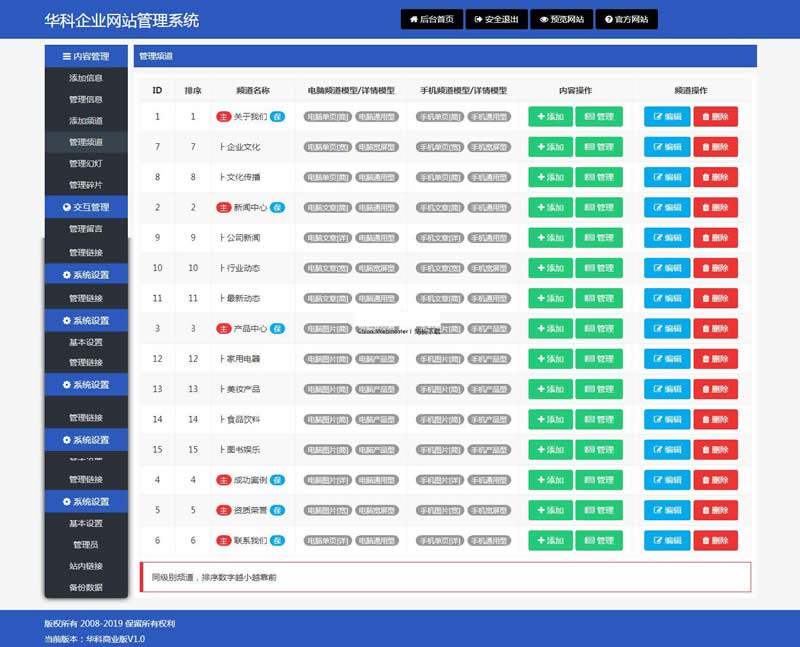 华科企业网站管理系统
后台首页 安全退出 预览网站 官方网站
内容管理
添加信息
管理信息
添加频道
管理频道
管理幻灯
管理碎片
交互管理
管理留言
管理链接
系统设置
管理链接
系统设置
基本设置
管理链接
系统设置
管理链接
系统设置
管理链接
系统设置
基本设置
管理员
站内链接
备份数据
管理频道
ID 排序 频道名称 电脑频道模型/详情模型 手机频道模型/详情模型 内容操作 频道操作
1 1 主 关于我们 电脑单页[简] 电脑通用型 手机单页[简] 手机通用型 添加 管理 编辑 删除
7 7 ├企业文化 电脑单页[宽] 电脑宽屏型 手机单页[宽] 手机宽屏型 添加 管理 编辑 删除
8 8 ├文化传播 电脑单页[简] 电脑通用型 手机单页[简] 手机通用型 添加 管理 编辑 删除
2 2 主 新闻中心 电脑文章[简] 电脑通用型 手机文章[简] 手机通用型 添加 管理 编辑 删除
9 9 ├公司新闻 电脑文章[详] 电脑通用型 手机文章[详] 手机通用型 添加 管理 编辑 删除
10 10 ├行业动态 电脑文章[宽] 电脑宽屏型 手机文章[宽] 手机宽屏型 添加 管理 编辑 删除
11 11 ├最新动态 电脑文章[简] 电脑通用型 手机文章[简] 手机通用型 添加 管理 编辑 删除
3 3 主 产品中心 电脑图片[简] 手机产品型 添加 管理 编辑 删除
12 12 ├家用电器 电脑图片[简] 电脑产品型 手机图片[简] 手机产品型 添加 管理 编辑 删除
13 13 ├美妆产品 电脑图片[简] 电脑产品型 手机图片[简] 手机产品型 添加 管理 编辑 删除
14 14 ├食品饮料 电脑图片[简] 电脑产品型 手机图片[简] 手机产品型 添加 管理 编辑 删除
15 15 ├图书娱乐 电脑图片[简] 电脑产品型 手机图片[简] 手机产品型 添加 管理 编辑 删除
4 4 主 成功案例 电脑图片[详] 电脑通用型 手机图片[详] 手机通用型 添加 管理 编辑 删除
5 5 主 资质荣誉 电脑图片[宽] 电脑宽屏型 手机图片[宽] 手机宽屏型 添加 管理 编辑 删除
6 6 主 联系我们 电脑单页[详] 电脑通用型 手机单页[详] 手机通用型 添加 管理 编辑 删除
同级别频道，排序数字越小越靠前
版权所有 2008-2019 保留所有权利
当前版本：华科商业版V1.0